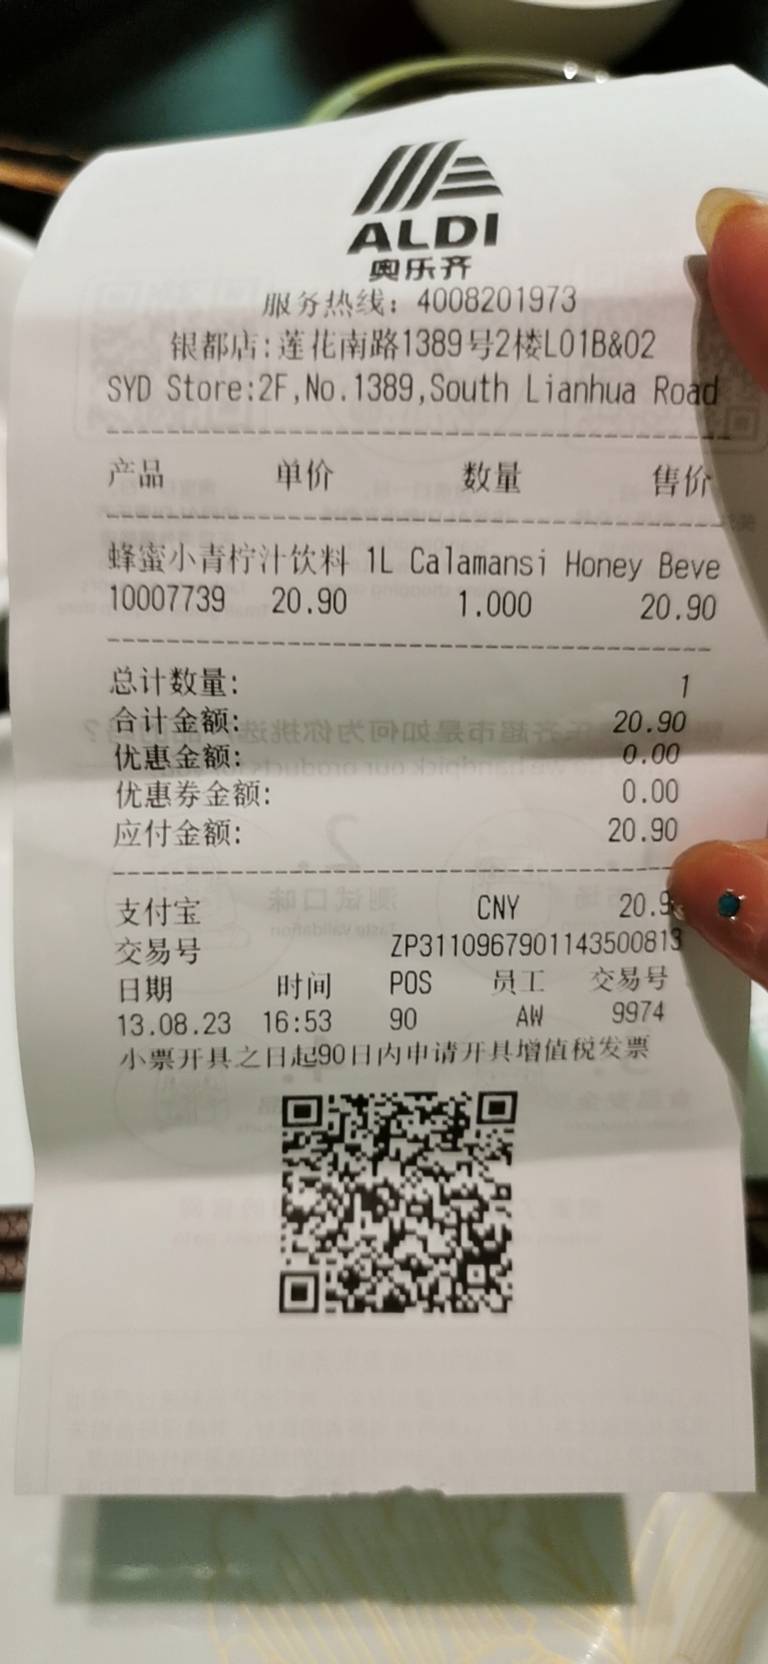 ALDI
奥乐齐
服务热线: 4008201973
银都店:莲花南路1389号2楼L01B&02
SYD Store:2F,No.1389,South Lianhua Road
产品 单价 数量 售价
蜂蜜小青柠汁饮料 1L Calamansi Honey Beve
10007739 20.90 1.000 20.90
总计数量: 1
合计金额: 20.90
优惠金额: 0.00
优惠券金额: 0.00
应付金额: 20.90
支付宝 CNY 20.9
交易号 ZP3110967901143500813
日期 时间 POS 员工 交易号
13.08.23 16:53 90 AW 9974
小票开具之日起90日内申请开具增值税发票